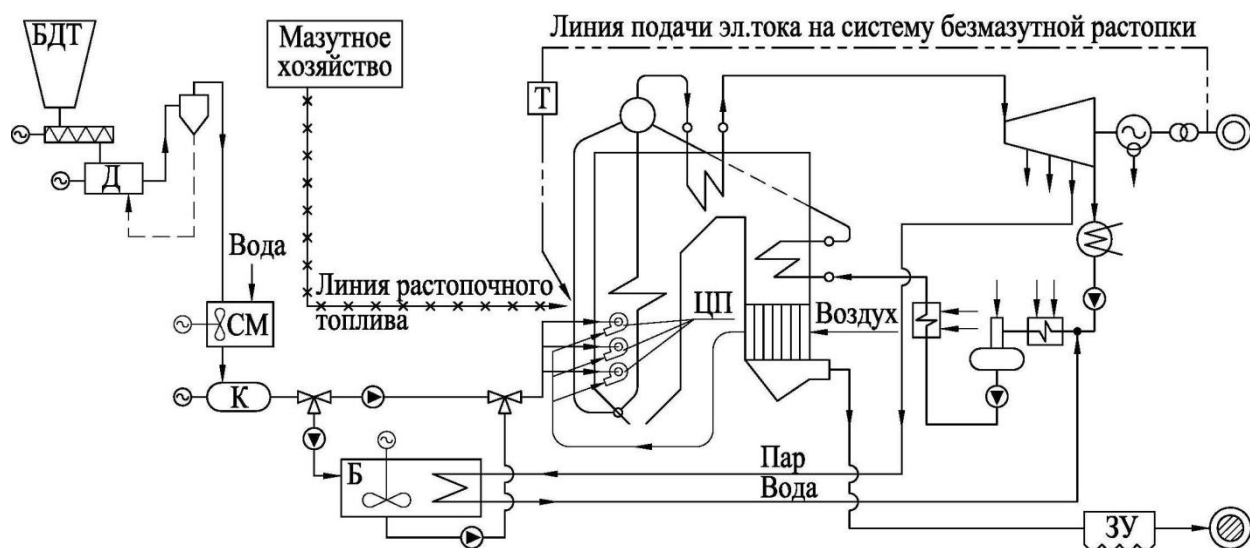 БДТ
Мазутное
хозяйство
Линия подачи эл.тока на систему безмазутной растопки
Т
Д
Вода
Линия растопочного
топлива
ЦП
Воздух
СМ
К
Б
Пар
Вода
ЗУ